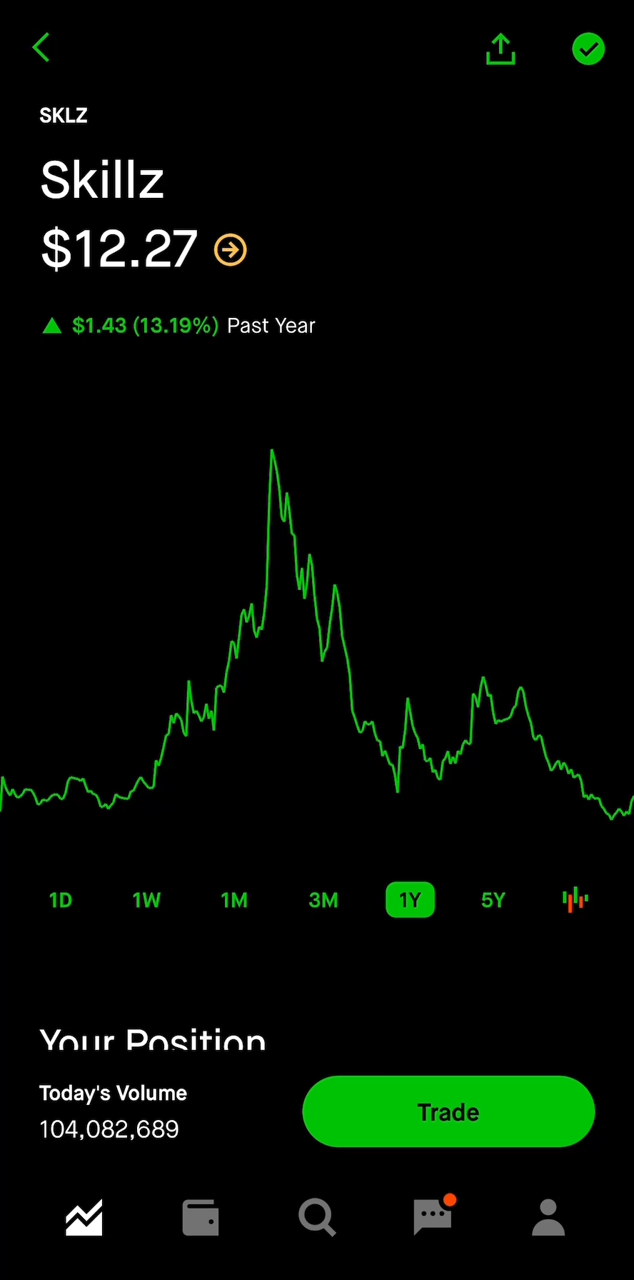 SKLZ
Skillz
$12.27
$1.43 (13.19%) Past Year
1D 1W 1M 3M 1Y 5Y
Your Position
Today's Volume
104,082,689
Trade